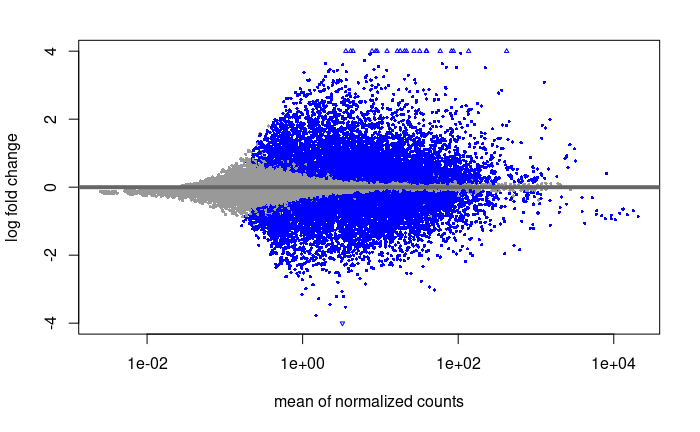 4
2
0
-2
-4
log fold change
1e-02
1e+00
1e+02
1e+04
mean of normalized counts